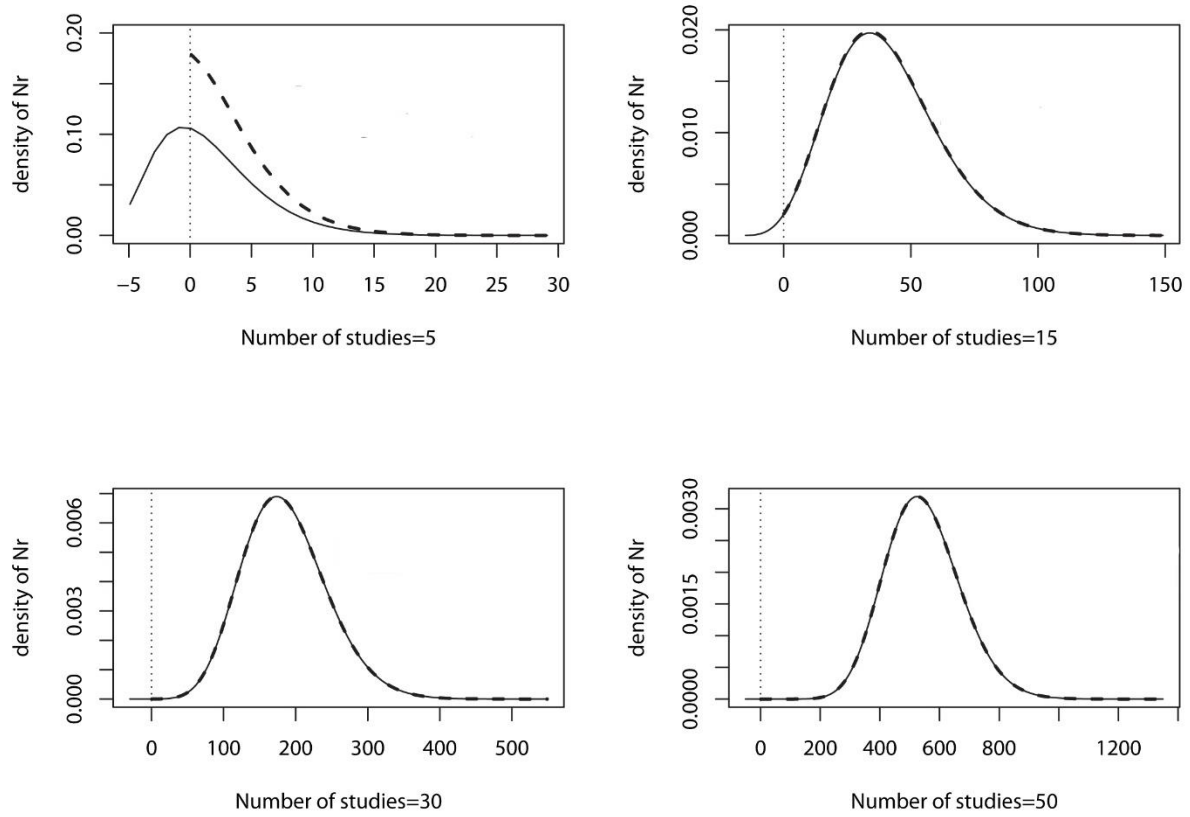 density of Nr
0.00 0.10 0.20
−5 0 5 10 15 20 25 30
Number of studies=5
density of Nr
0.000 0.010 0.020
0 50 100 150
Number of studies=15
density of Nr
0.000 0.003 0.006
0 100 200 300 400 500
Number of studies=30
density of Nr
0.0000 0.0015 0.0030
0 200 400 600 800 1200
Number of studies=50